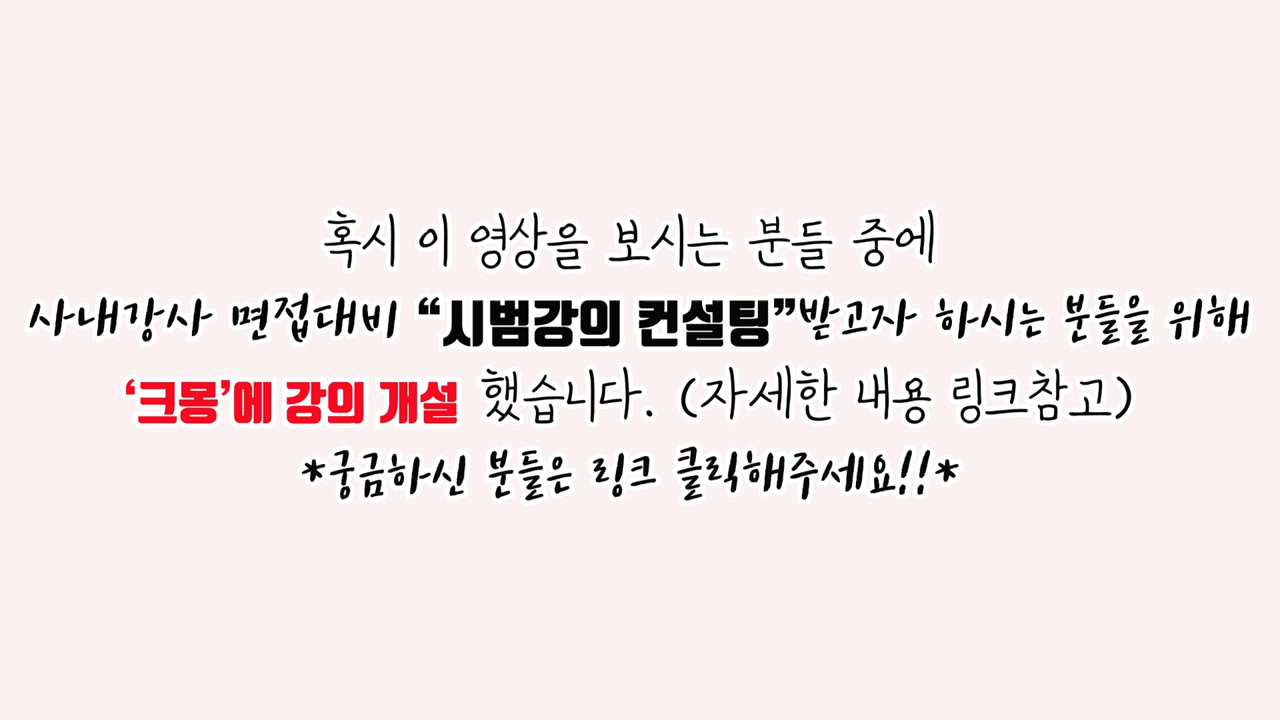 혹시 이 영상을 보시는 분들 중에
사내강사 면접대비 “시범강의 컨설팅”받고자 하시는 분들을 위해
‘크몽’에 강의 개설 했습니다. (자세한 내용 링크참고)
*궁금하신 분들은 링크 클릭해주세요!!*